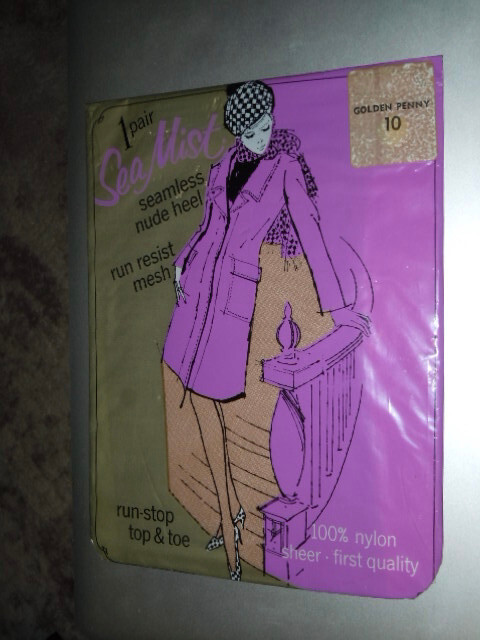 1 pair
Sea Mist
seamless
nude heel
run resist
mesh
GOLDEN PENNY
10
run-stop
top & toe
100% nylon
sheer · first quality